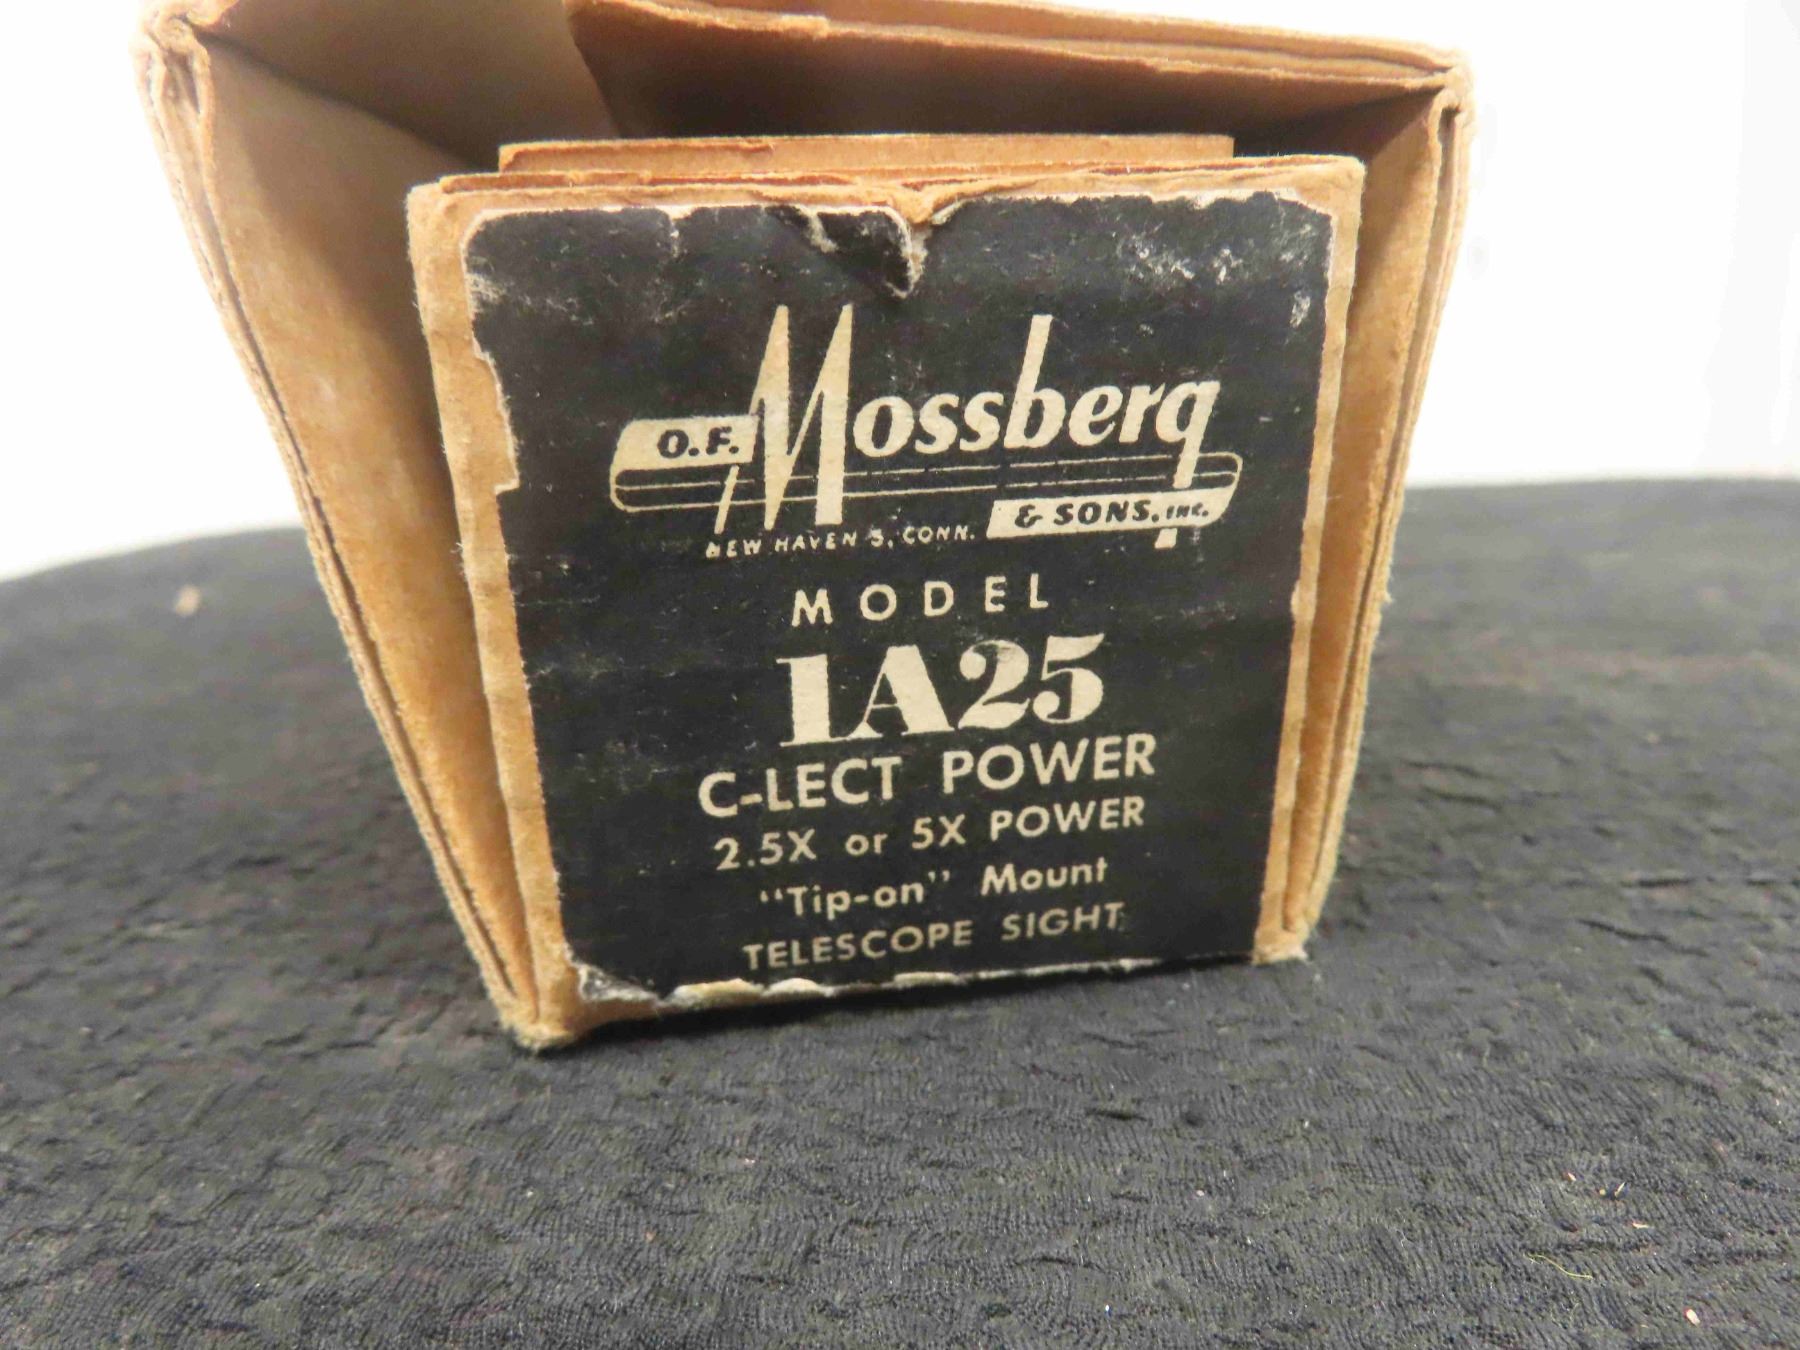 O.F. Mossberg
& SONS, INC.
NEW HAVEN 5, CONN.
MODEL
1A25
C-LECT POWER
2.5X or 5X POWER
"Tip-on" Mount
TELESCOPE SIGHT